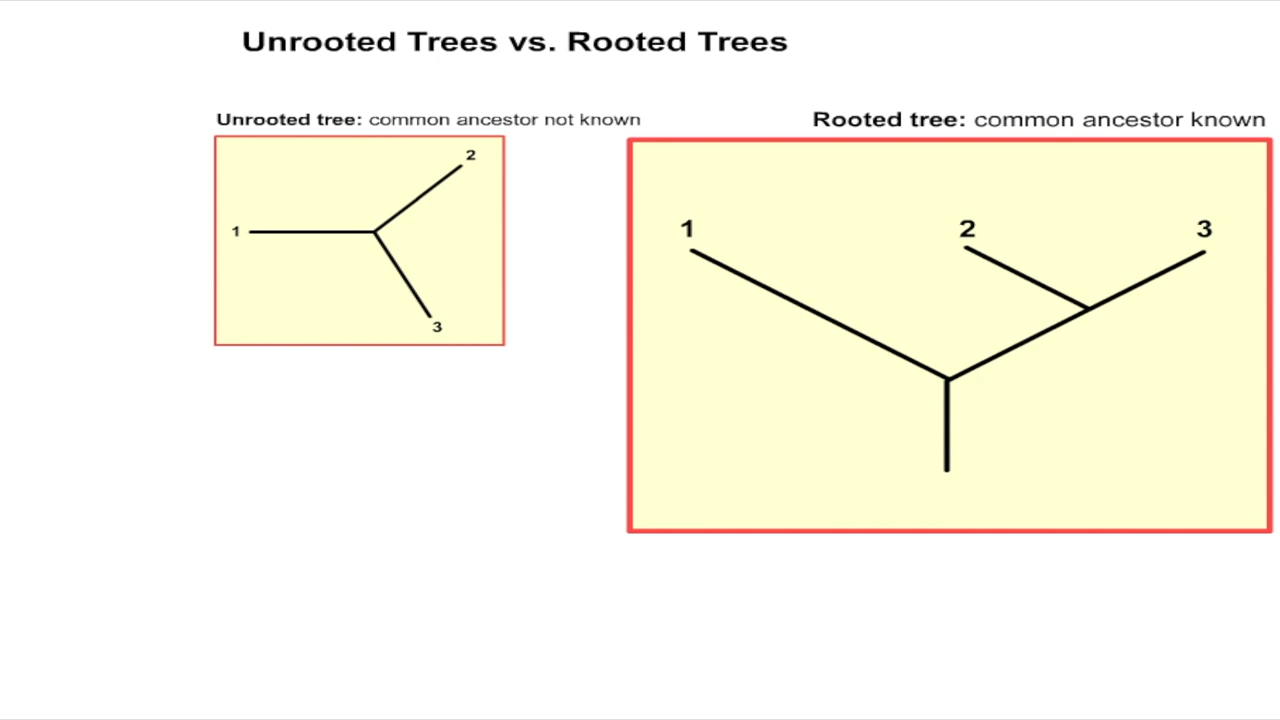 Unrooted Trees vs. Rooted Trees
Unrooted tree: common ancestor not known
2
1
3
Rooted tree: common ancestor known
1 2 3